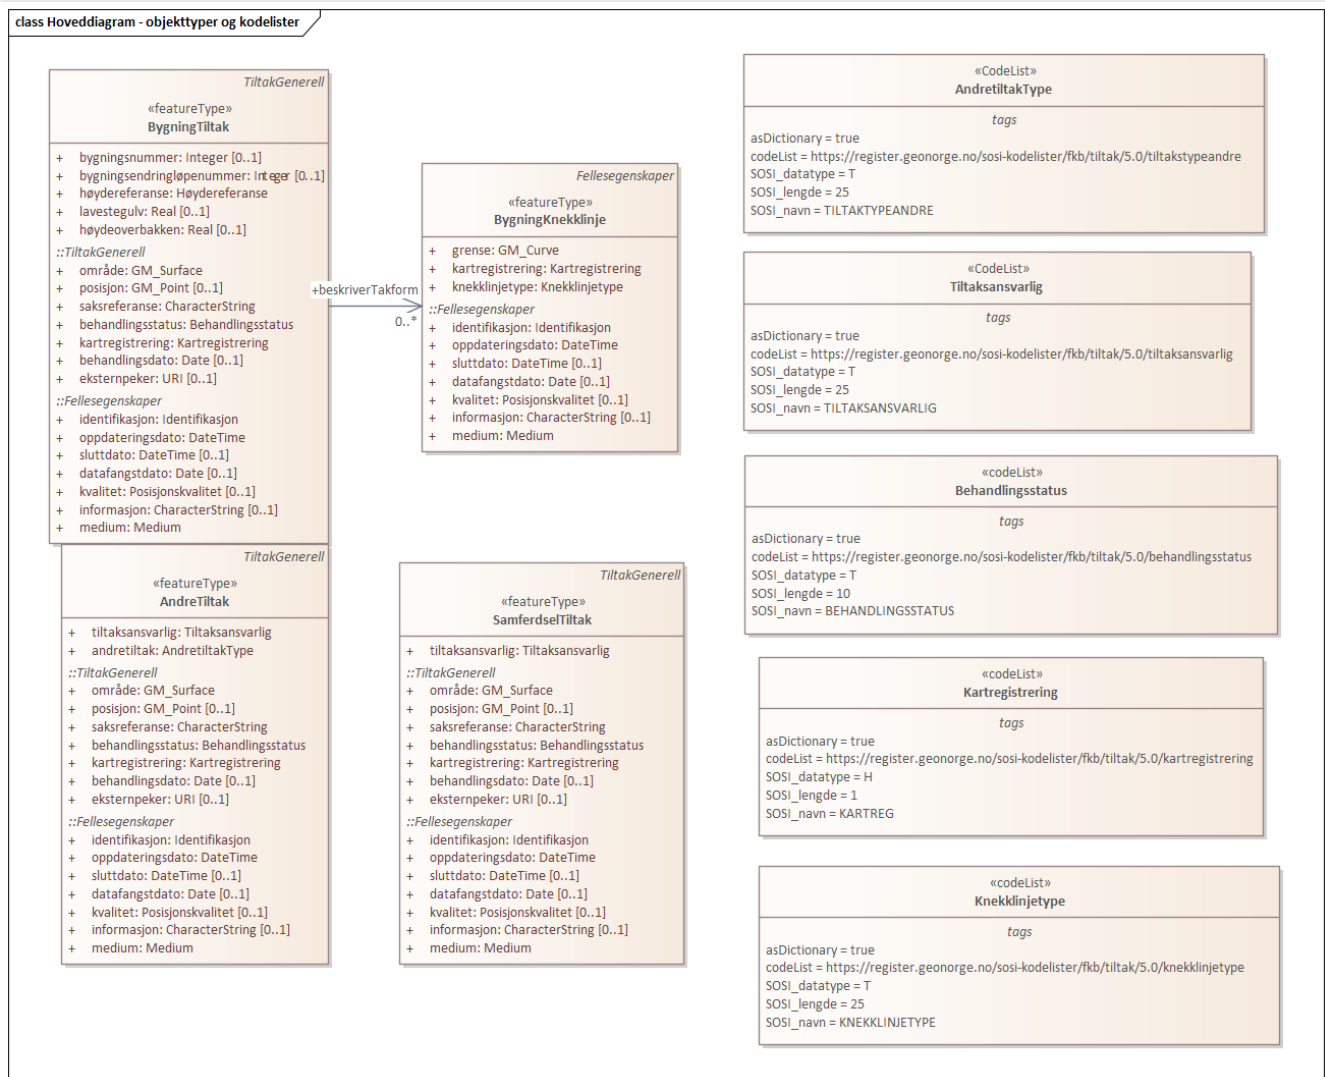 class Hoveddiagram - objekttyper og kodelister
TiltakGenerell
«featureType»
BygningTiltak
+ bygningsnummer: Integer [0..1]
+ bygningsendringløpenummer: Integer [0..1]
+ høydereferanse: Høydereferanse
+ lavestegulv: Real [0..1]
+ høydeoverbakken: Real [0..1]
::TiltakGenerell
+ område: GM_Surface
+ posisjon: GM_Point [0..1]
+ saksreferanse: CharacterString
+ behandlingsstatus: Behandlingsstatus
+ kartregistrering: Kartregistrering
+ behandlingsdato: Date [0..1]
+ eksternpeker: URI [0..1]
::Fellesegenskaper
+ identifikasjon: Identifikasjon
+ oppdateringsdato: DateTime
+ sluttdato: DateTime [0..1]
+ datafangstdato: Date [0..1]
+ kvalitet: Posisjonskvalitet [0..1]
+ informasjon: CharacterString [0..1]
+ medium: Medium
+beskriverTakform
0..*
Fellesegenskaper
«featureType»
BygningKnekklinje
+ grense: GM_Curve
+ kartregistrering: Kartregistrering
+ knekklinjetype: Knekklinjetype
::Fellesegenskaper
+ identifikasjon: Identifikasjon
+ oppdateringsdato: DateTime
+ sluttdato: DateTime [0..1]
+ datafangstdato: Date [0..1]
+ kvalitet: Posisjonskvalitet [0..1]
+ informasjon: CharacterString [0..1]
+ medium: Medium
TiltakGenerell
«featureType»
AndreTiltak
+ tiltaksansvarlig: Tiltaksansvarlig
+ andretiltak: AndretiltakType
::TiltakGenerell
+ område: GM_Surface
+ posisjon: GM_Point [0..1]
+ saksreferanse: CharacterString
+ behandlingsstatus: Behandlingsstatus
+ kartregistrering: Kartregistrering
+ behandlingsdato: Date [0..1]
+ eksternpeker: URI [0..1]
::Fellesegenskaper
+ identifikasjon: Identifikasjon
+ oppdateringsdato: DateTime
+ sluttdato: DateTime [0..1]
+ datafangstdato: Date [0..1]
+ kvalitet: Posisjonskvalitet [0..1]
+ informasjon: CharacterString [0..1]
+ medium: Medium
TiltakGenerell
«featureType»
SamferdselTiltak
+ tiltaksansvarlig: Tiltaksansvarlig
::TiltakGenerell
+ område: GM_Surface
+ posisjon: GM_Point [0..1]
+ saksreferanse: CharacterString
+ behandlingsstatus: Behandlingsstatus
+ kartregistrering: Kartregistrering
+ behandlingsdato: Date [0..1]
+ eksternpeker: URI [0..1]
::Fellesegenskaper
+ identifikasjon: Identifikasjon
+ oppdateringsdato: DateTime
+ sluttdato: DateTime [0..1]
+ datafangstdato: Date [0..1]
+ kvalitet: Posisjonskvalitet [0..1]
+ informasjon: CharacterString [0..1]
+ medium: Medium
«CodeList»
AndretiltakType
tags
asDictionary = true
codeList = https://register.geonorge.no/sosi-kodelister/fkb/tiltak/5.0/tiltakstypeandre
SOSI_datatype = T
SOSI_lengde = 25
SOSI_navn = TILTAKTYPEANDRE
«CodeList»
Tiltaksansvarlig
tags
asDictionary = true
codeList = https://register.geonorge.no/sosi-kodelister/fkb/tiltak/5.0/tiltaksansvarlig
SOSI_datatype = T
SOSI_lengde = 25
SOSI_navn = TILTAKSANSVARLIG
«codeList»
Behandlingsstatus
tags
asDictionary = true
codeList = https://register.geonorge.no/sosi-kodelister/fkb/tiltak/5.0/behandlingsstatus
SOSI_datatype = T
SOSI_lengde = 10
SOSI_navn = BEHANDLINGSSTATUS
«codeList»
Kartregistrering
tags
asDictionary = true
codeList = https://register.geonorge.no/sosi-kodelister/fkb/tiltak/5.0/kartregistrering
SOSI_datatype = H
SOSI_lengde = 1
SOSI_navn = KARTREG
«codeList»
Knekklinjetype
tags
asDictionary = true
codeList = https://register.geonorge.no/sosi-kodelister/fkb/tiltak/5.0/knekklinjetype
SOSI_datatype = T
SOSI_lengde = 25
SOSI_navn = KNEKKLINJETYPE